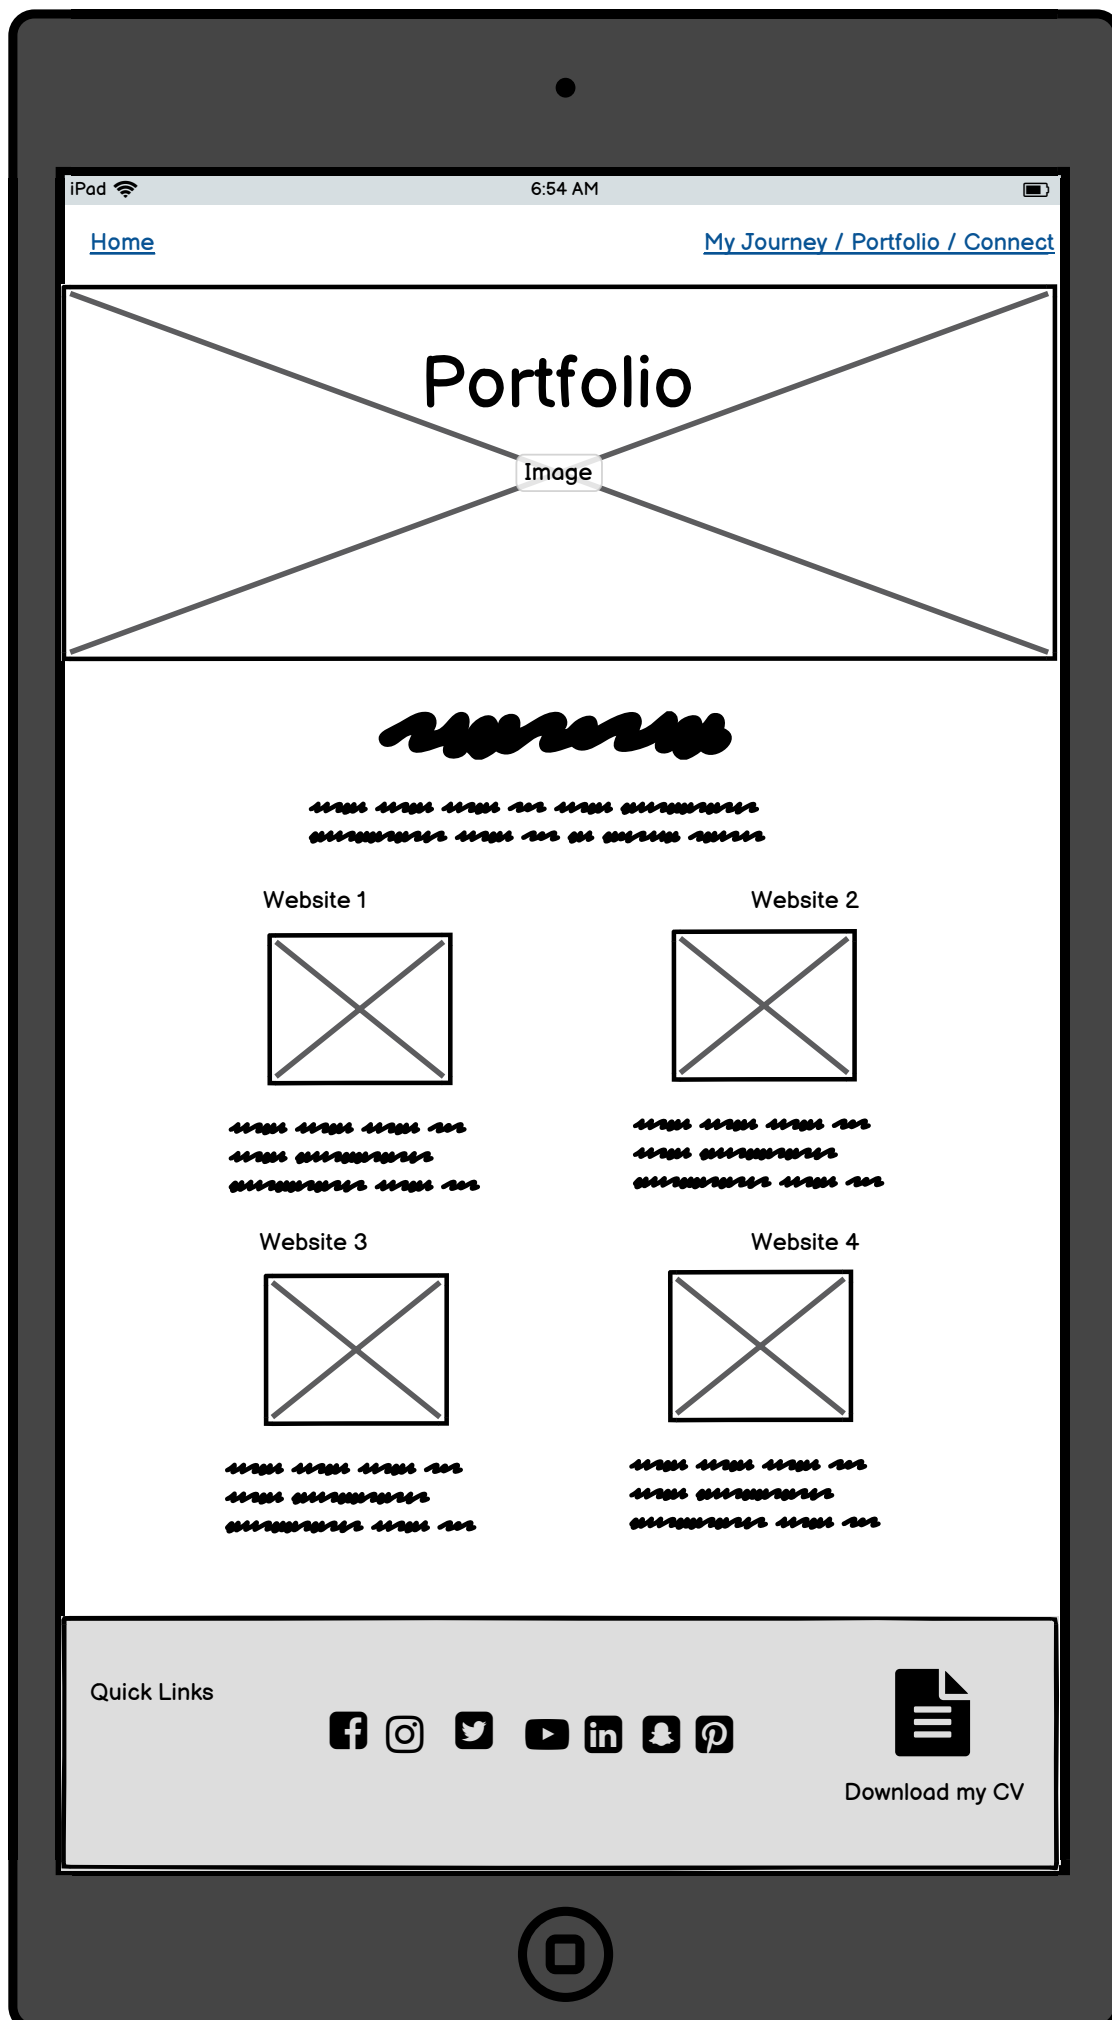 iPad 6:54 AM
Home My Journey / Portfolio / Connect
Portfolio
Image
Website 1 Website 2
Website 3 Website 4
Quick Links
Download my CV